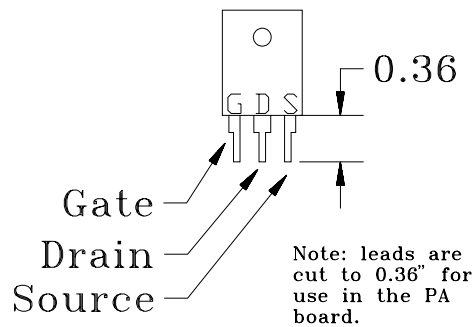 G D S
0.36
Gate
Drain
Source
Note: leads are
cut to 0.36" for
use in the PA
board.